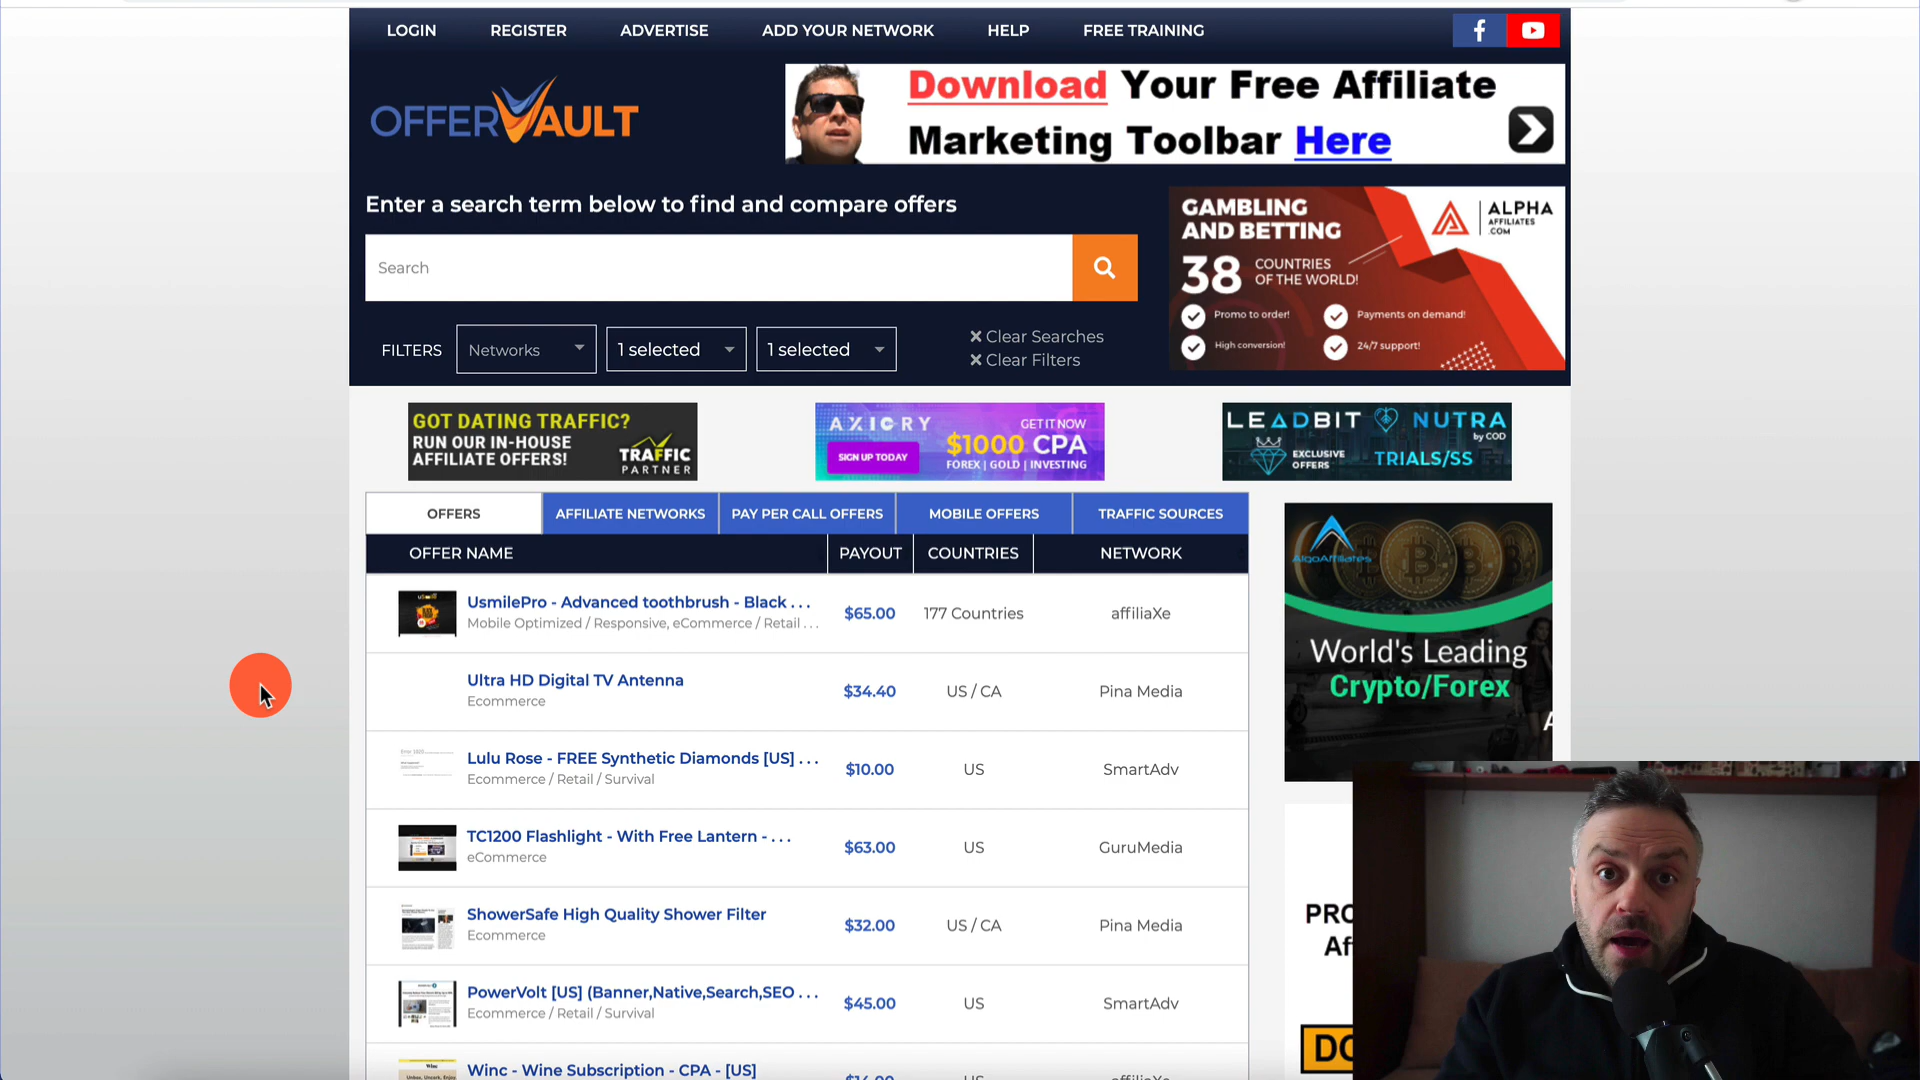 LOGIN REGISTER ADVERTISE ADD YOUR NETWORK HELP FREE TRAINING
OFFERVAULT
Download Your Free Affiliate
Marketing Toolbar Here
Enter a search term below to find and compare offers
Search
FILTERS Networks 1 selected 1 selected
Clear Searches
Clear Filters
GAMBLING
AND BETTING
38 COUNTRIES
OF THE WORLD!
Promo to order! Payments on demand!
High conversion! 24/7 support!
ALPHA
AFFILIATES
.COM
GOT DATING TRAFFIC?
RUN OUR IN-HOUSE
AFFILIATE OFFERS!
TRAFFIC
PARTNER
AXIORY
SIGN UP TODAY
GET IT NOW
$1000 CPA
FOREX | GOLD | INVESTING
LEADBIT NUTRA
by COD
EXCLUSIVE
OFFERS
TRIALS/SS
OFFERS AFFILIATE NETWORKS PAY PER CALL OFFERS MOBILE OFFERS TRAFFIC SOURCES
OFFER NAME PAYOUT COUNTRIES NETWORK
UsmilePro - Advanced toothbrush - Black . . . $65.00 177 Countries affiliaXe
Mobile Optimized / Responsive, eCommerce / Retail . . .
Ultra HD Digital TV Antenna $34.40 US / CA Pina Media
Ecommerce
Lulu Rose - FREE Synthetic Diamonds [US] . . . $10.00 US SmartAdv
Ecommerce / Retail / Survival
TC1200 Flashlight - With Free Lantern - . . . $63.00 US GuruMedia
eCommerce
ShowerSafe High Quality Shower Filter $32.00 US / CA Pina Media
Ecommerce
PowerVolt [US] (Banner,Native,Search,SEO . . . $45.00 US SmartAdv
Ecommerce / Retail / Survival
Winc - Wine Subscription - CPA - [US]
AlgoAffiliates
World's Leading
Crypto/Forex